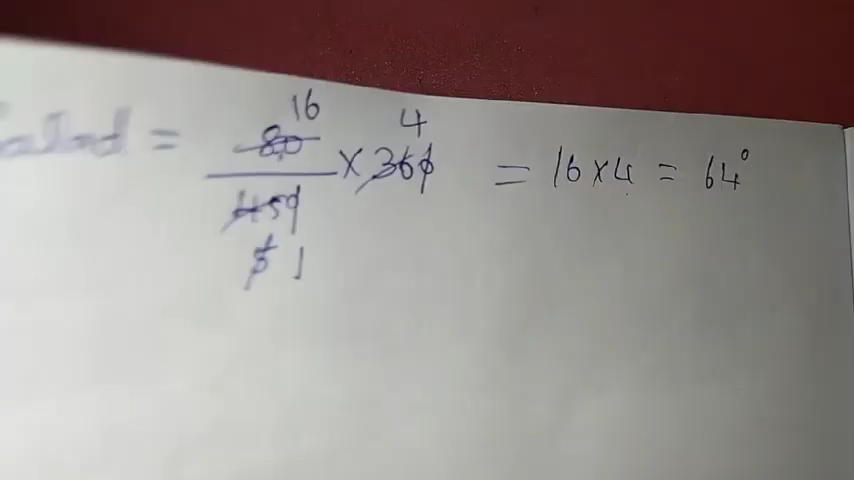 16 4
= 80/450 × 360 = 16 × 4 = 64°
5 1